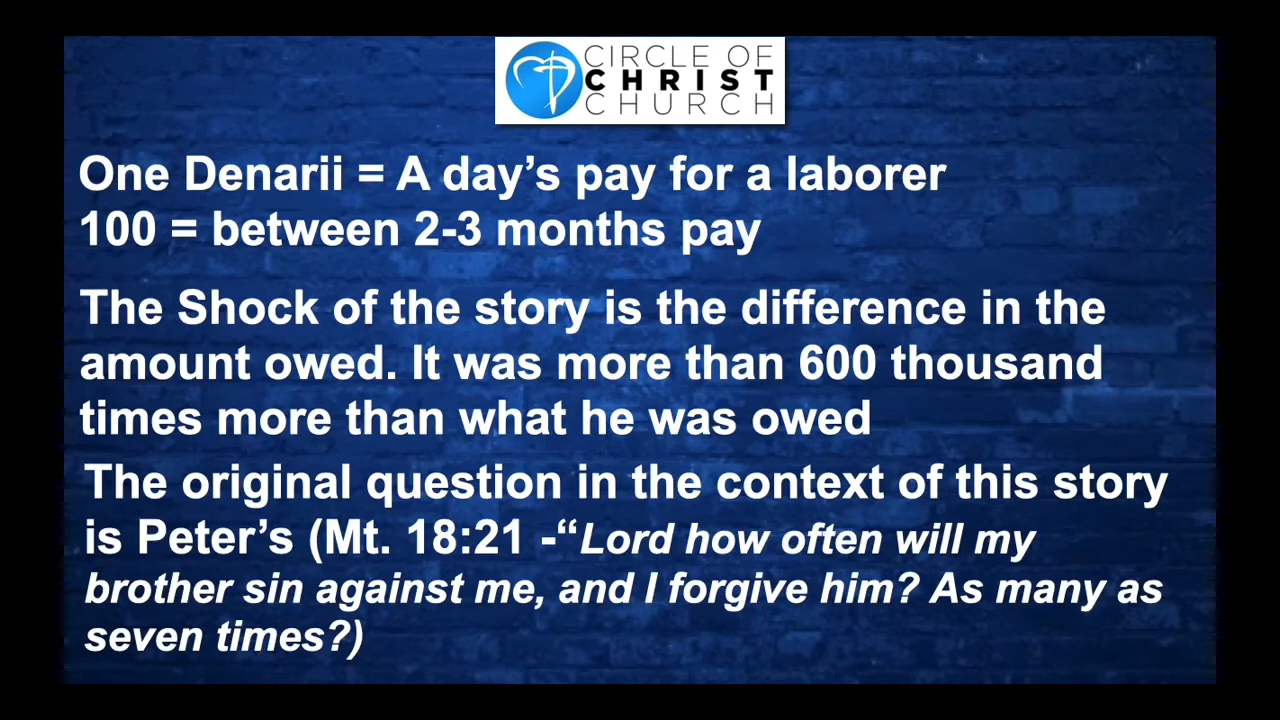 CIRCLE OF
CHRIST
CHURCH
One Denarii = A day’s pay for a laborer
100 = between 2-3 months pay
The Shock of the story is the difference in the
amount owed. It was more than 600 thousand
times more than what he was owed
The original question in the context of this story
is Peter’s (Mt. 18:21 -“Lord how often will my
brother sin against me, and I forgive him? As many as
seven times?)